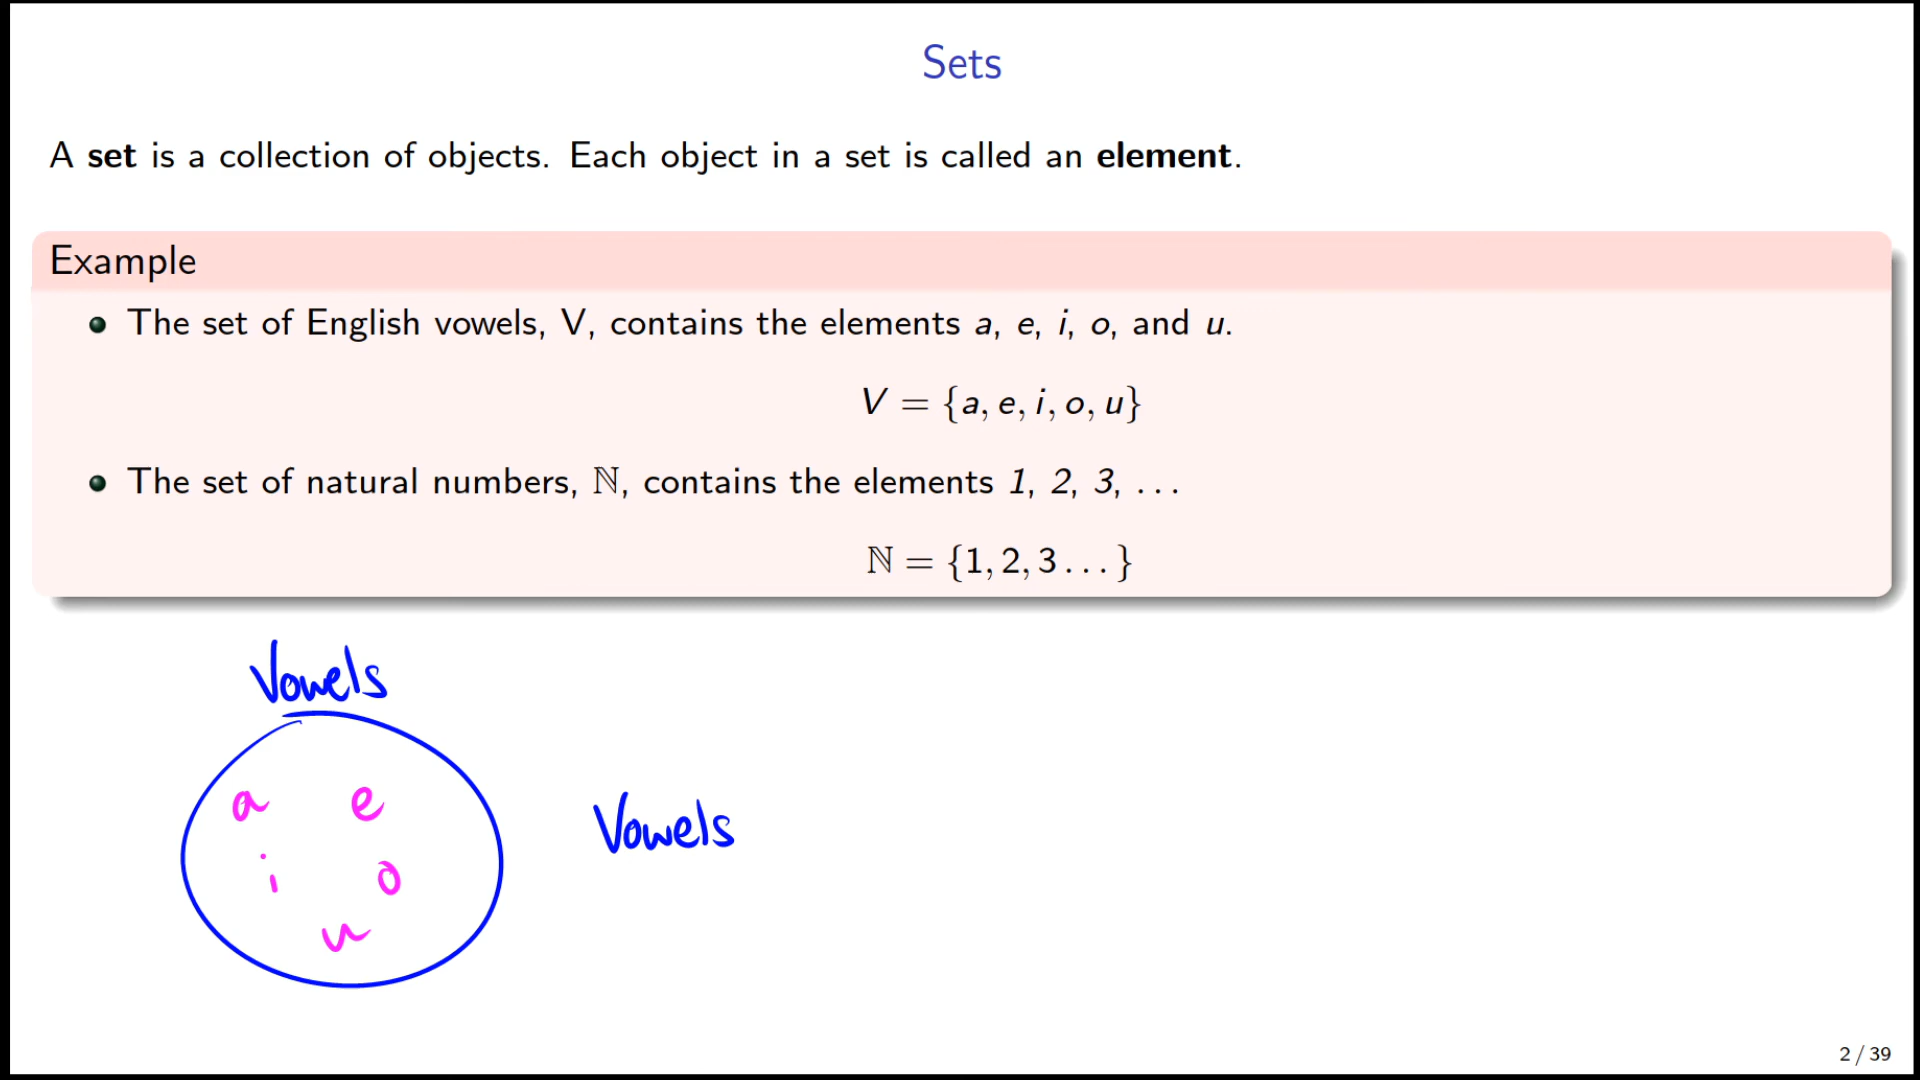 Sets
A set is a collection of objects. Each object in a set is called an element.
Example
The set of English vowels, V, contains the elements a, e, i, o, and u.
V = {a, e, i, o, u}
The set of natural numbers, ℕ, contains the elements 1, 2, 3, ...
ℕ = {1, 2, 3 ... }
Vowels
a e
i o
u
Vowels
2 / 39